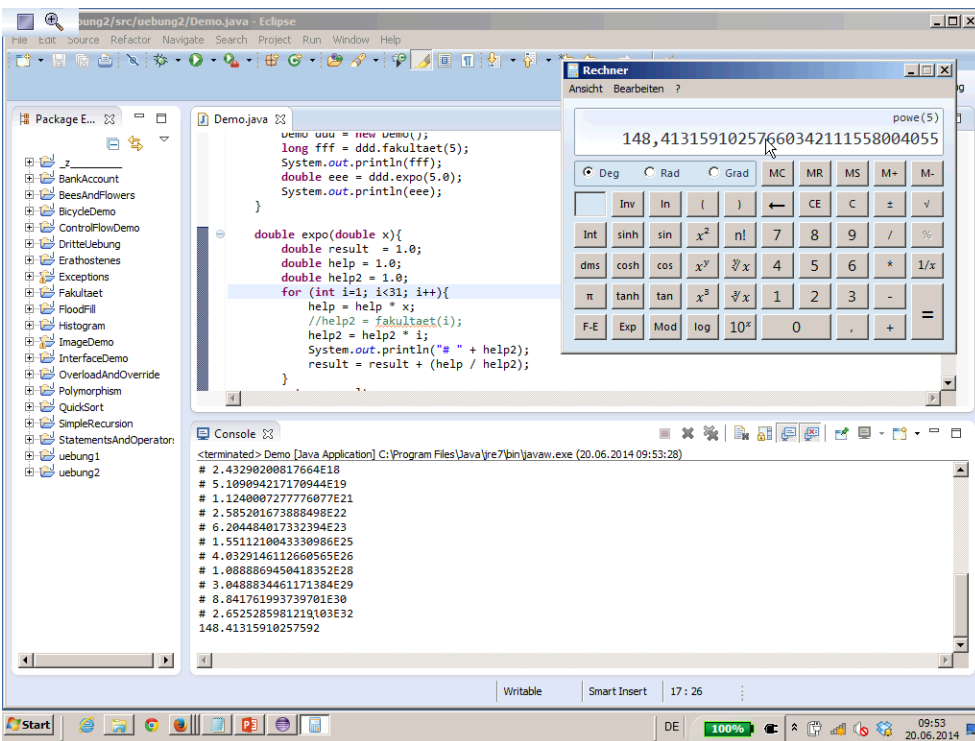 bung2/src/uebung2/Demo.java - Eclipse
File Edit Source Refactor Navigate Search Project Run Window Help
Package E...
_z_
BankAccount
BeesAndFlowers
BicycleDemo
ControlFlowDemo
DritteUebung
Erathostenes
Exceptions
Fakultaet
FloodFill
Histogram
ImageDemo
InterfaceDemo
OverloadAndOverride
Polymorphism
QuickSort
SimpleRecursion
StatementsAndOperator:
uebung1
uebung2
Demo.java
Demo ddd = new Demo();
long fff = ddd.fakultaet(5);
System.out.println(fff);
double eee = ddd.expo(5.0);
System.out.println(eee);
}
double expo(double x){
double result  = 1.0;
double help = 1.0;
double help2 = 1.0;
for (int i=1; i<31; i++){
help = help * x;
//help2 = fakultaet(i);
help2 = help2 * i;
System.out.println("# " + help2);
result = result + (help / help2);
}
Rechner
Ansicht Bearbeiten ?
powe(5)
148,41315910257660342111558004055
Deg Rad Grad MC MR MS M+ M-
Inv ln ( ) ← CE C ± √
Int sinh sin x² n! 7 8 9 / %
dms cosh cos xʸ ʸ√x 4 5 6 * 1/x
π tanh tan x³ ³√x 1 2 3 - =
F-E Exp Mod log 10ˣ 0 , +
Console
<terminated> Demo [Java Application] C:\Program Files\Java\jre7\bin\javaw.exe (20.06.2014 09:53:28)
# 2.43290200817664E18
# 5.109094217170944E19
# 1.1240007277776077E21
# 2.585201673888498E22
# 6.204484017332394E23
# 1.5511210043330986E25
# 4.0329146112660565E26
# 1.0888869450418352E28
# 3.0488834461171384E29
# 8.841761993739701E30
# 2.6525285981219103E32
148.41315910257592
Writable Smart Insert 17 : 26
Start DE 100% 09:53
20.06.2014